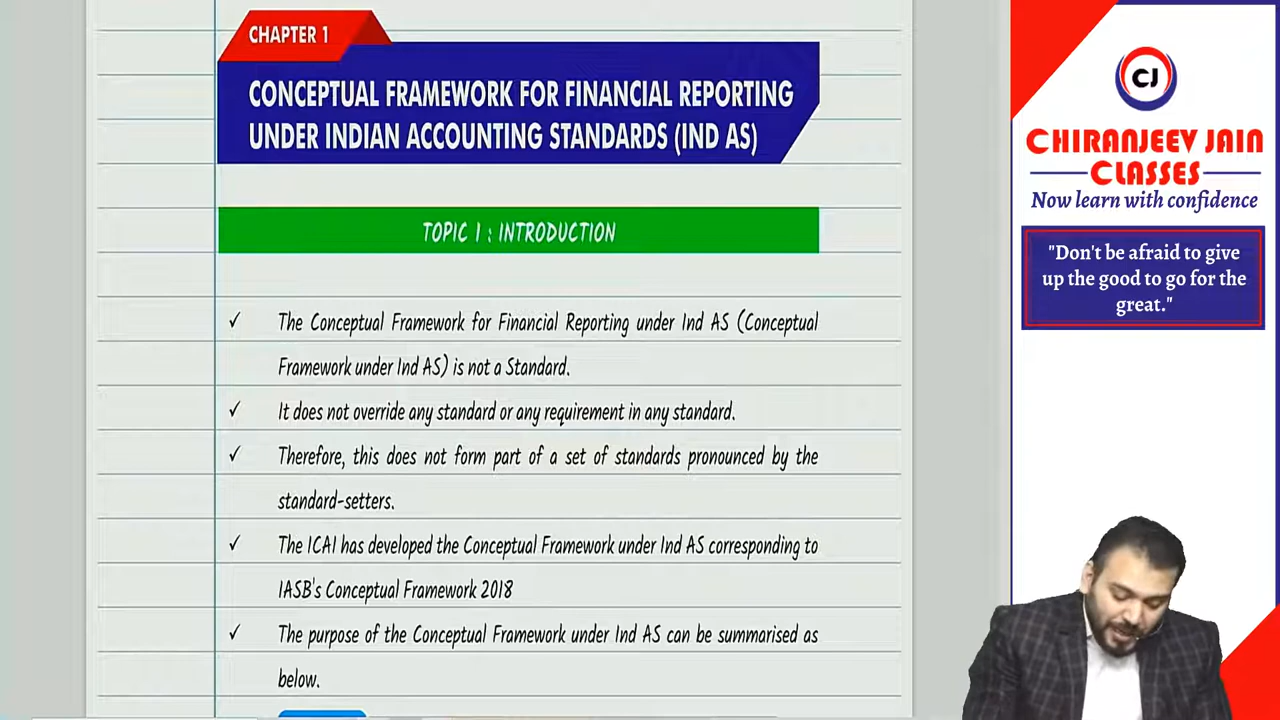 CHAPTER 1
CONCEPTUAL FRAMEWORK FOR FINANCIAL REPORTING
UNDER INDIAN ACCOUNTING STANDARDS (IND AS)
TOPIC 1 : INTRODUCTION
✓ The Conceptual Framework for Financial Reporting under Ind AS (Conceptual
Framework under Ind AS) is not a Standard.
✓ It does not override any standard or any requirement in any standard.
✓ Therefore, this does not form part of a set of standards pronounced by the
standard-setters.
✓ The ICAI has developed the Conceptual Framework under Ind AS corresponding to
IASB's Conceptual Framework 2018
✓ The purpose of the Conceptual Framework under Ind AS can be summarised as
below.
CJ
CHIRANJEEV JAIN
CLASSES
Now learn with confidence
"Don't be afraid to give
up the good to go for the
great."